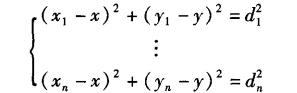 (x₁ − x)² + (y₁ − y)² = d₁²
⋮
(xₙ − x)² + (yₙ − y)² = dₙ²